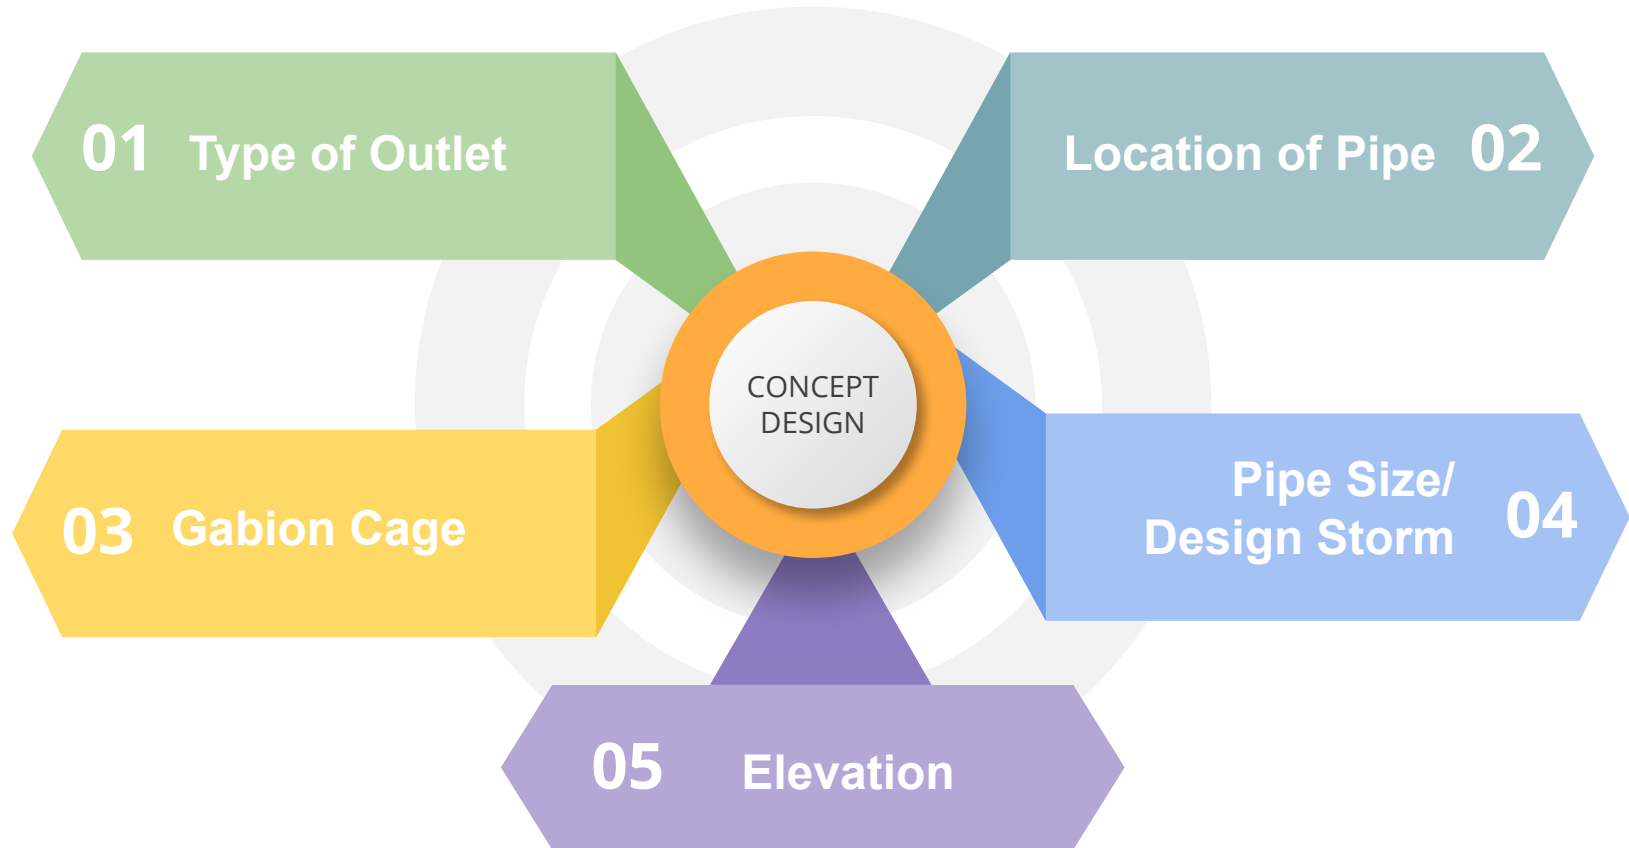 01 Type of Outlet
Location of Pipe 02
CONCEPT
DESIGN
03 Gabion Cage
Pipe Size/
Design Storm 04
05 Elevation